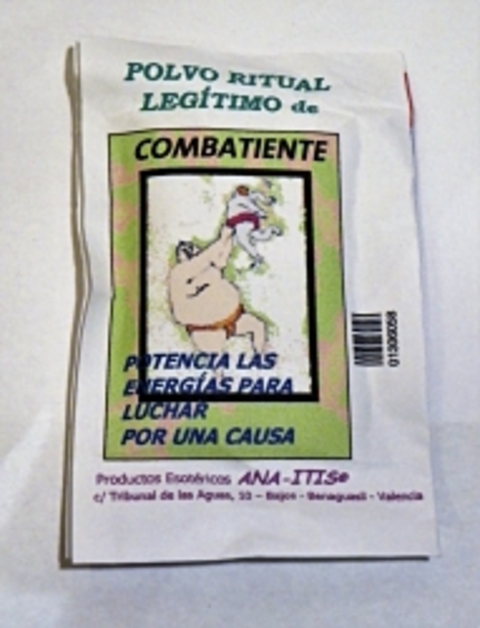 POLVO RITUAL
LEGÍTIMO de
COMBATIENTE
POTENCIA LAS
ENERGÍAS PARA
LUCHAR
POR UNA CAUSA
01306058
Productos Esotéricos ANA-ITIS®
c/ Tribunal de las Aguas, 10 - Bajos - Benaguasil - Valencia